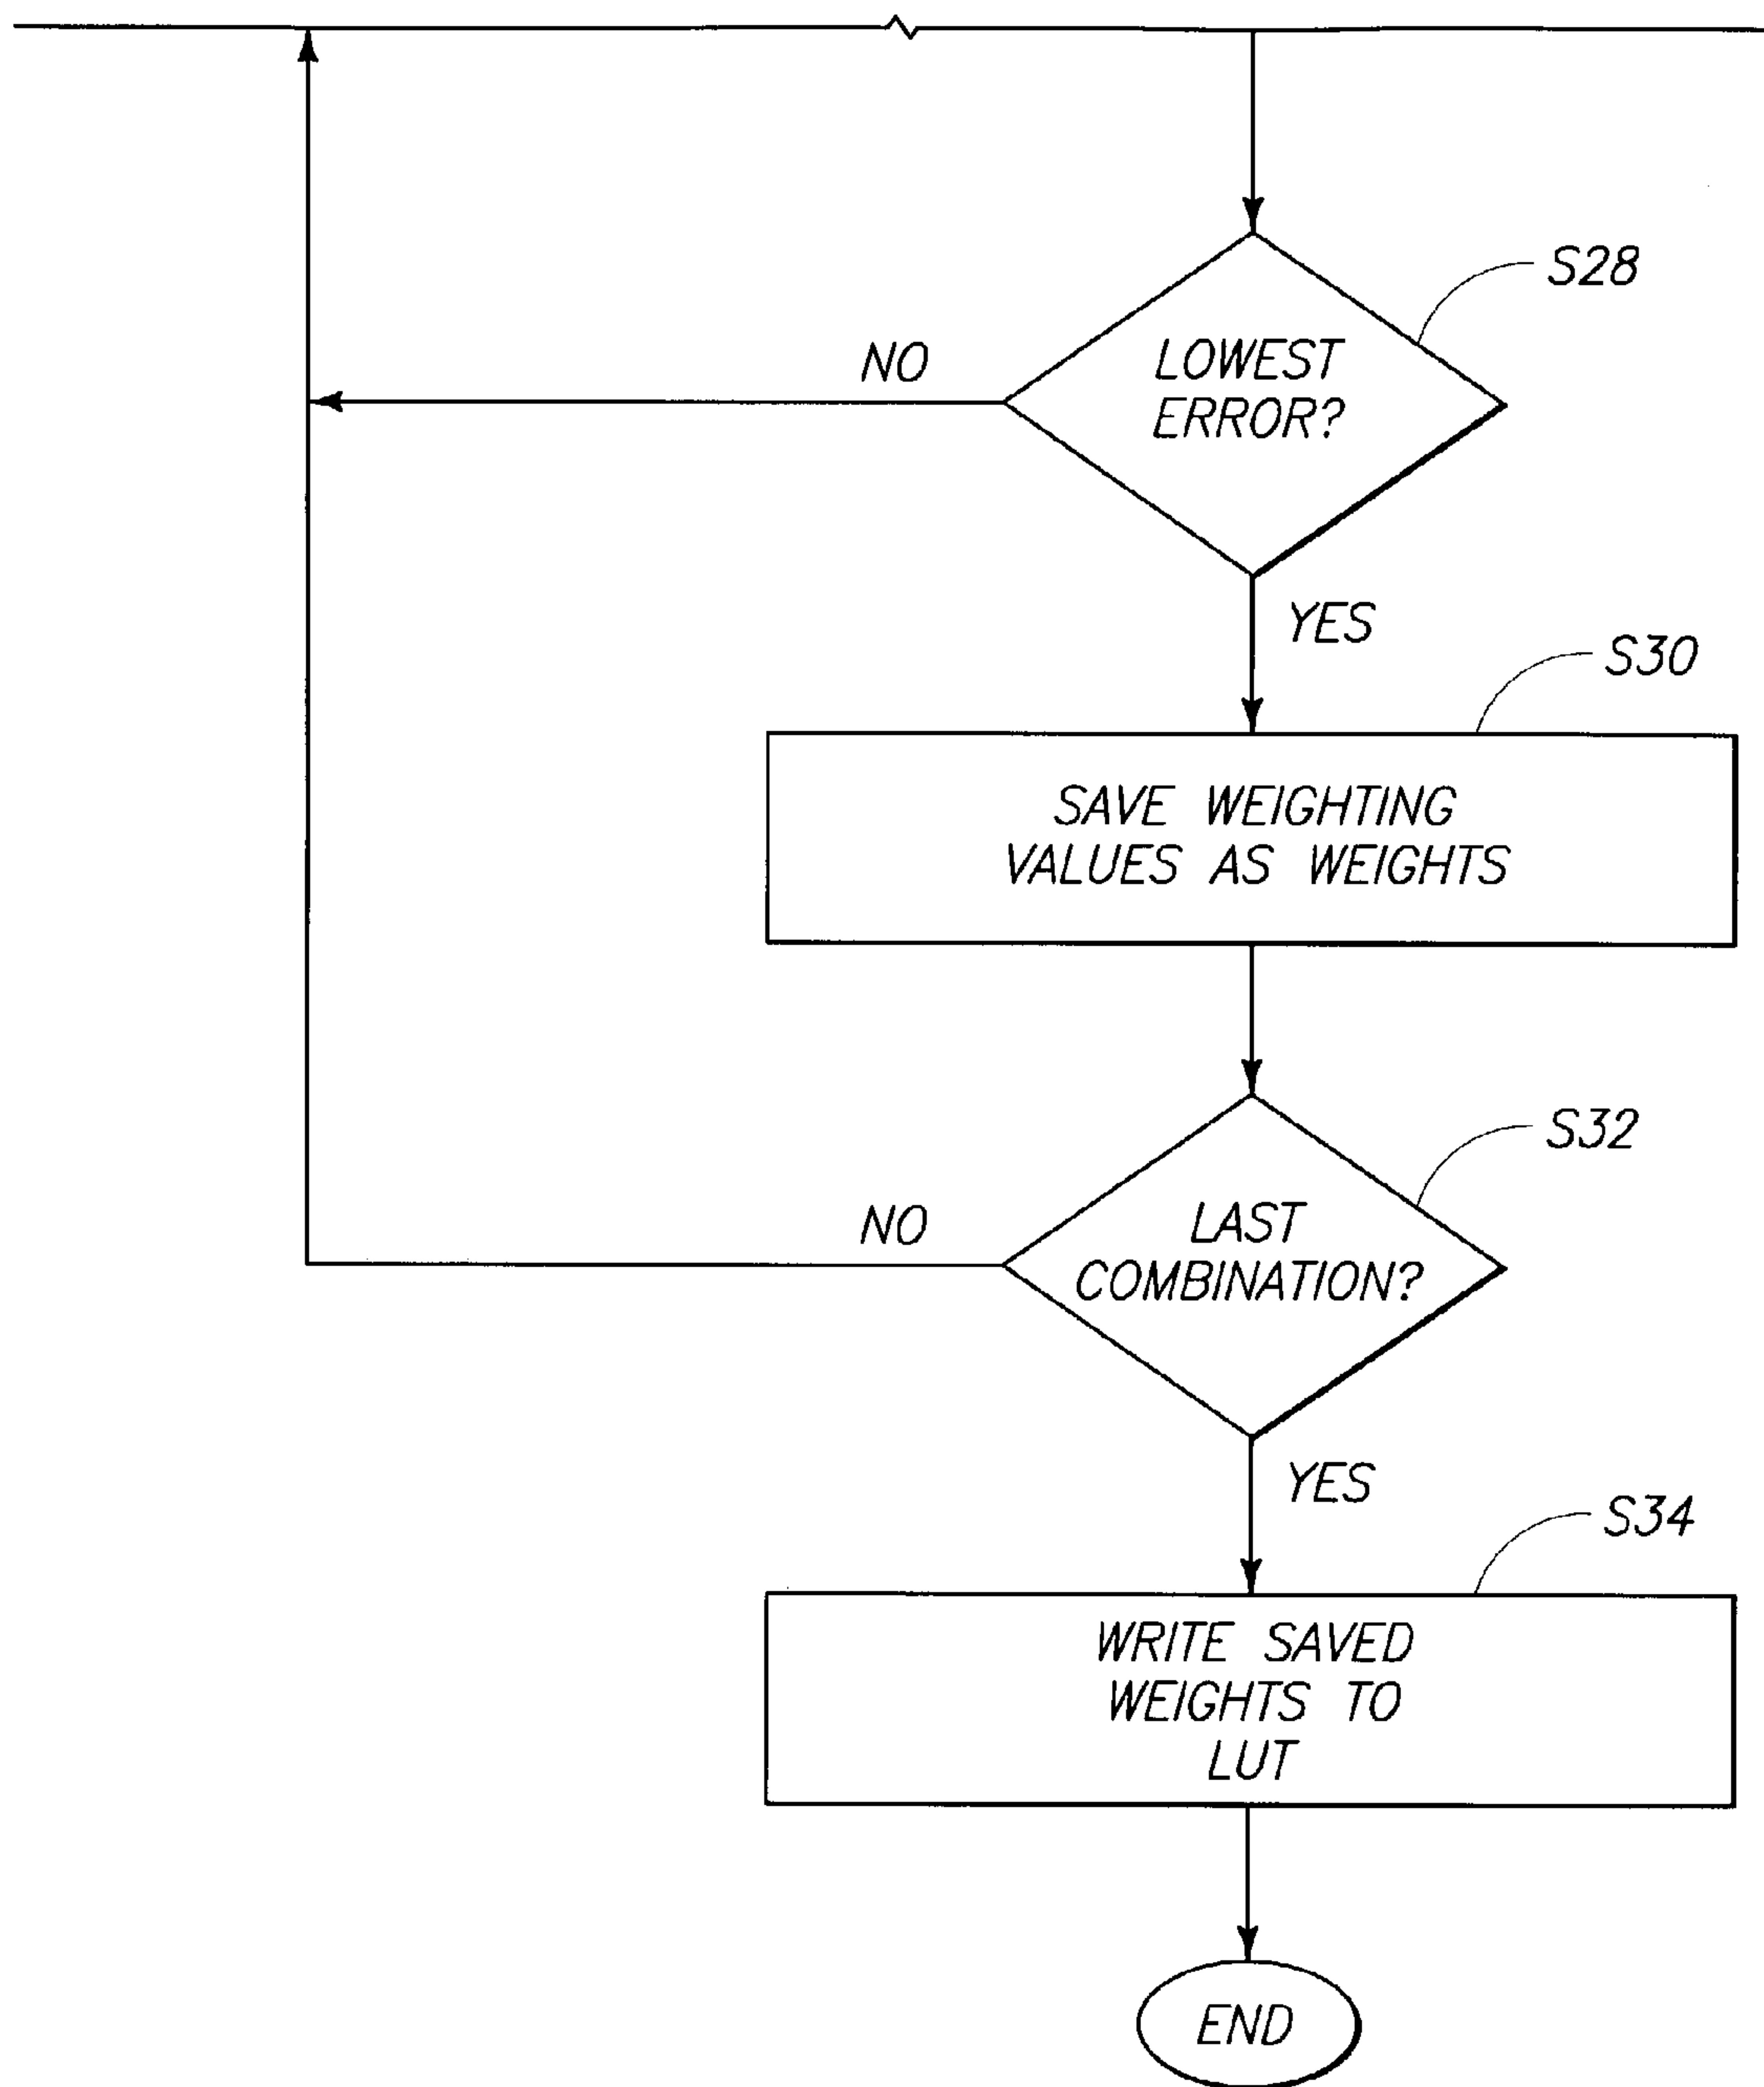 S28
NO
LOWEST
ERROR?
YES
S30
SAVE WEIGHTING
VALUES AS WEIGHTS
S32
NO
LAST
COMBINATION?
YES
S34
WRITE SAVED
WEIGHTS TO
LUT
END